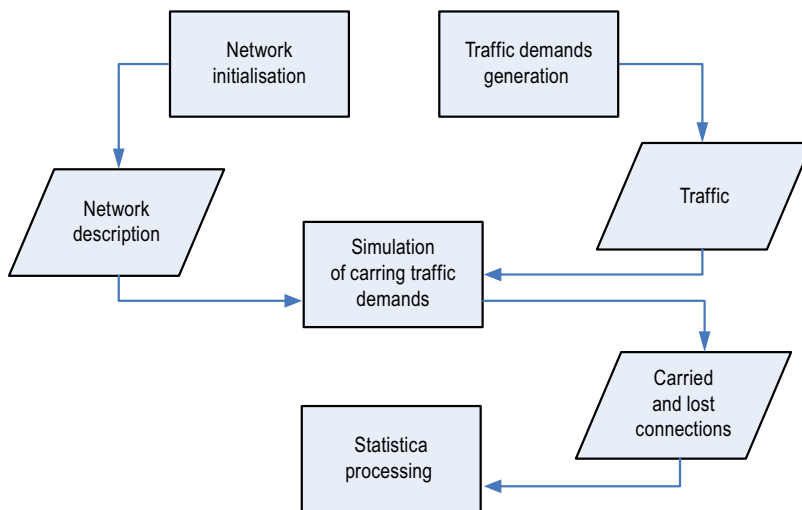 Network
initialisation
Traffic demands
generation
Network
description
Traffic
Simulation
of carring traffic
demands
Carried
and lost
connections
Statistica
processing